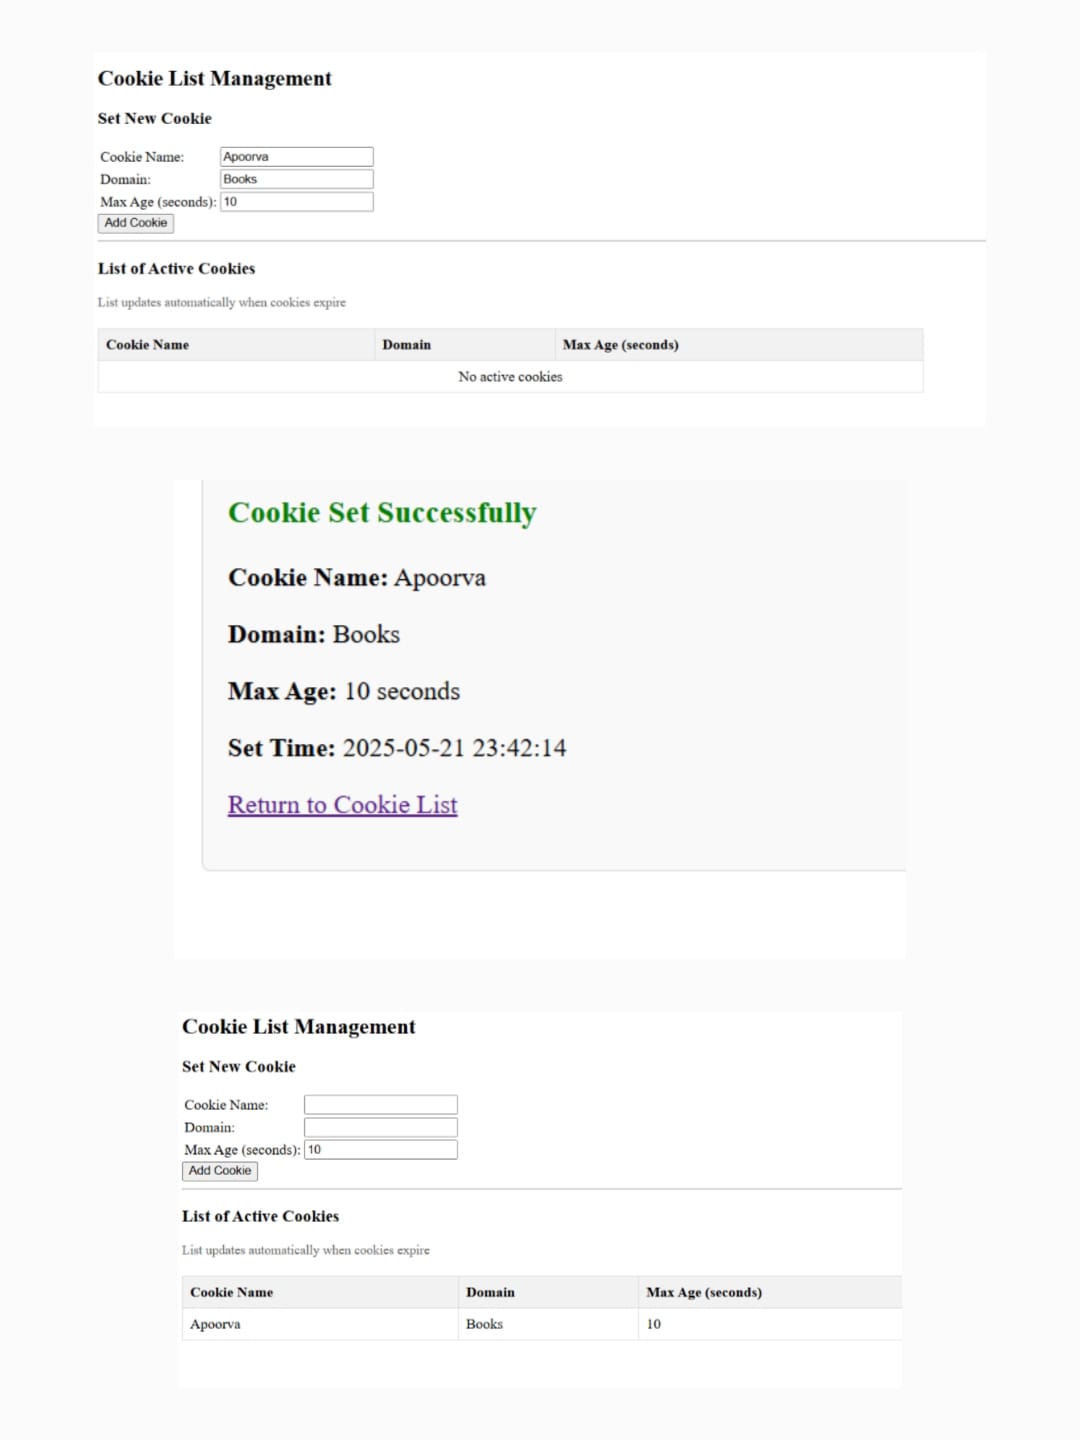 Cookie List Management
Set New Cookie
Cookie Name: Apoorva
Domain: Books
Max Age (seconds): 10
Add Cookie
List of Active Cookies
List updates automatically when cookies expire
Cookie Name Domain Max Age (seconds)
No active cookies
Cookie Set Successfully
Cookie Name: Apoorva
Domain: Books
Max Age: 10 seconds
Set Time: 2025-05-21 23:42:14
Return to Cookie List
Cookie List Management
Set New Cookie
Cookie Name:
Domain:
Max Age (seconds): 10
Add Cookie
List of Active Cookies
List updates automatically when cookies expire
Cookie Name Domain Max Age (seconds)
Apoorva Books 10